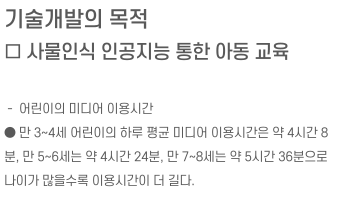 기술개발의 목적
□ 사물인식 인공지능 통한 아동 교육
- 어린이의 미디어 이용시간
● 만 3~4세 어린이의 하루 평균 미디어 이용시간은 약 4시간 8
분, 만 5~6세는 약 4시간 24분, 만 7~8세는 약 5시간 36분으로
나이가 많을수록 이용시간이 더 길다.